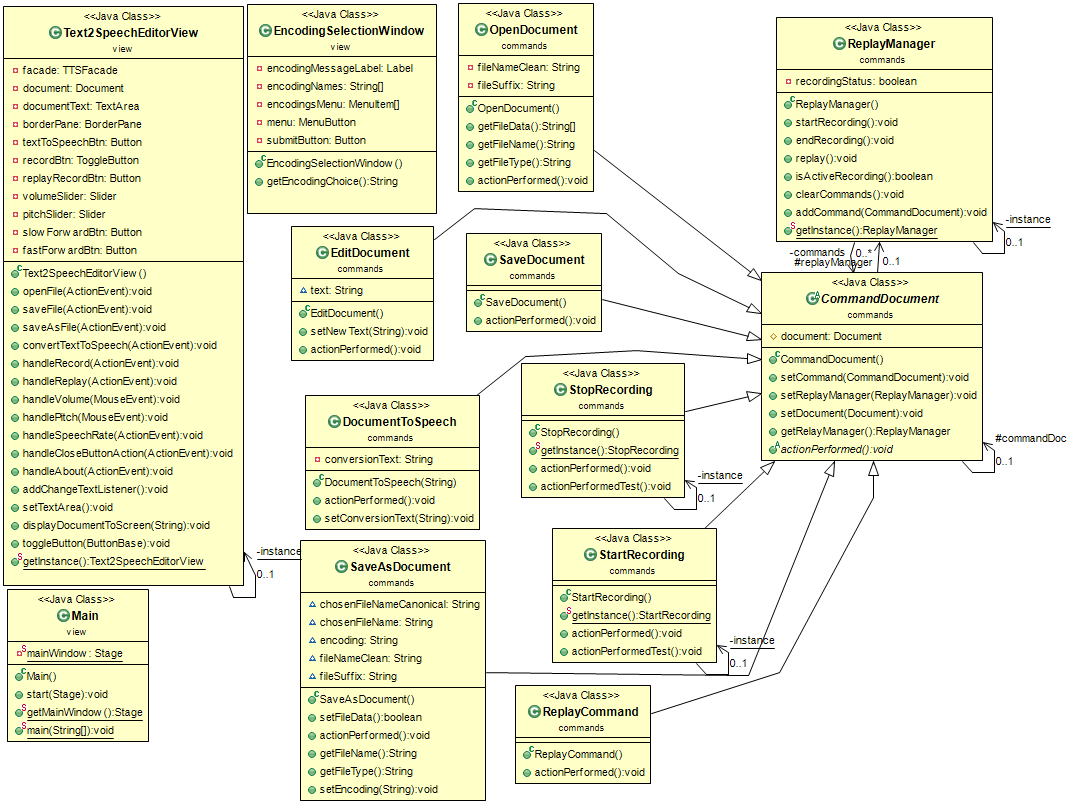 <<Java Class>>
Text2SpeechEditorView
view
facade: TTSFacade
document: Document
documentText: TextArea
borderPane: BorderPane
textToSpeechBtn: Button
recordBtn: ToggleButton
replayRecordBtn: Button
volumeSlider: Slider
pitchSlider: Slider
slowForwardBtn: Button
fastForwardBtn: Button
Text2SpeechEditorView()
openFile(ActionEvent):void
saveFile(ActionEvent):void
saveAsFile(ActionEvent):void
convertTextToSpeech(ActionEvent):void
handleRecord(ActionEvent):void
handleReplay(ActionEvent):void
handleVolume(MouseEvent):void
handlePitch(MouseEvent):void
handleSpeechRate(ActionEvent):void
handleCloseButtonAction(ActionEvent):void
handleAbout(ActionEvent):void
addChangeTextListener():void
setTextArea():void
displayDocumentToScreen(String):void
toggleButton(ButtonBase):void
getInstance():Text2SpeechEditorView
-instance
0..1
<<Java Class>>
EncodingSelectionWindow
view
encodingMessageLabel: Label
encodingNames: String[]
encodingsMenu: MenuItem[]
menu: MenuButton
submitButton: Button
EncodingSelectionWindow()
getEncodingChoice():String
<<Java Class>>
OpenDocument
commands
fileNameClean: String
fileSuffix: String
OpenDocument()
getFileData():String[]
getFileName():String
getFileType():String
actionPerformed():void
<<Java Class>>
ReplayManager
commands
recordingStatus: boolean
ReplayManager()
startRecording():void
endRecording():void
replay():void
isActiveRecording():boolean
clearCommands():void
addCommand(CommandDocument):void
getInstance():ReplayManager
-instance
0..1
-commands
0..*
#replayManager
0..1
<<Java Class>>
EditDocument
commands
text: String
EditDocument()
setNewText(String):void
actionPerformed():void
<<Java Class>>
SaveDocument
commands
SaveDocument()
actionPerformed():void
<<Java Class>>
CommandDocument
commands
document: Document
CommandDocument()
setCommand(CommandDocument):void
setReplayManager(ReplayManager):void
setDocument(Document):void
getRelayManager():ReplayManager
actionPerformed():void
#commandDoc
0..1
<<Java Class>>
DocumentToSpeech
commands
conversionText: String
DocumentToSpeech(String)
actionPerformed():void
setConversionText(String):void
<<Java Class>>
StopRecording
commands
StopRecording()
getInstance():StopRecording
actionPerformed():void
actionPerformedTest():void
-instance
0..1
<<Java Class>>
StartRecording
commands
StartRecording()
getInstance():StartRecording
actionPerformed():void
actionPerformedTest():void
-instance
0..1
<<Java Class>>
SaveAsDocument
commands
chosenFileNameCanonical: String
chosenFileName: String
encoding: String
fileNameClean: String
fileSuffix: String
SaveAsDocument()
setFileData():boolean
actionPerformed():void
getFileName():String
getFileType():String
setEncoding(String):void
<<Java Class>>
Main
view
mainWindow: Stage
Main()
start(Stage):void
getMainWindow():Stage
main(String[]):void
<<Java Class>>
ReplayCommand
commands
ReplayCommand()
actionPerformed():void